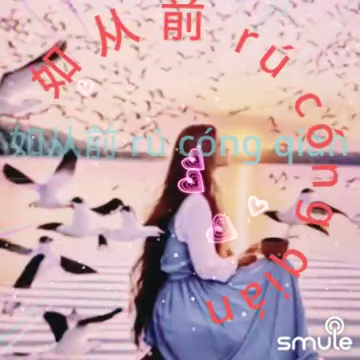 如从前 rú cóng qián
如从前 rú cóng qián
smule